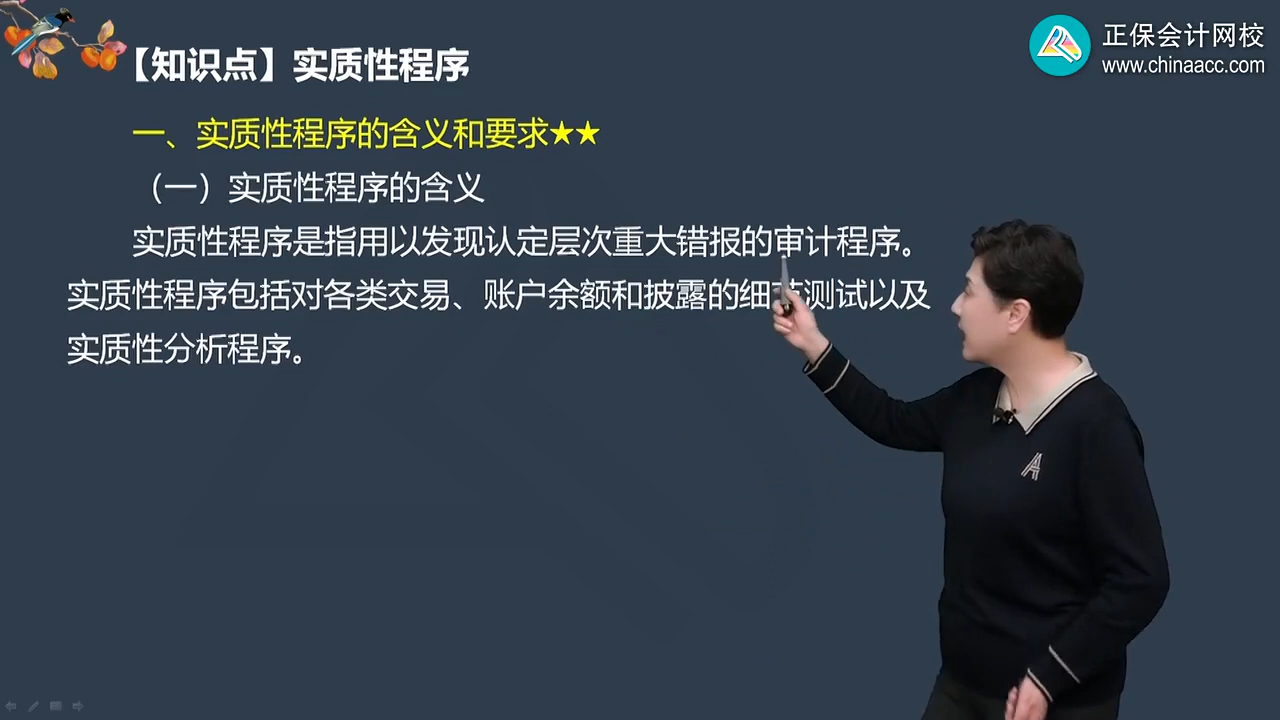 正保会计网校
www.chinaacc.com
【知识点】实质性程序
一、实质性程序的含义和要求★★
（一）实质性程序的含义
实质性程序是指用以发现认定层次重大错报的审计程序。
实质性程序包括对各类交易、账户余额和披露的细节测试以及
实质性分析程序。
A